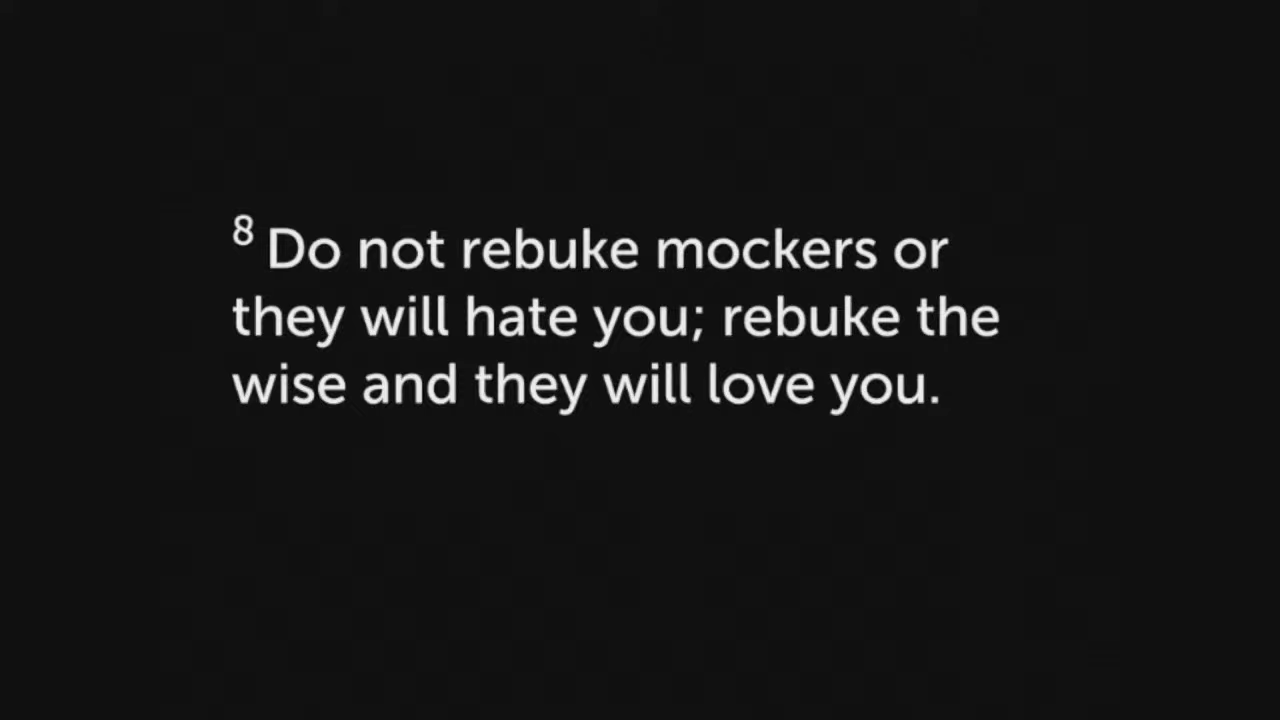 8 Do not rebuke mockers or
they will hate you; rebuke the
wise and they will love you.